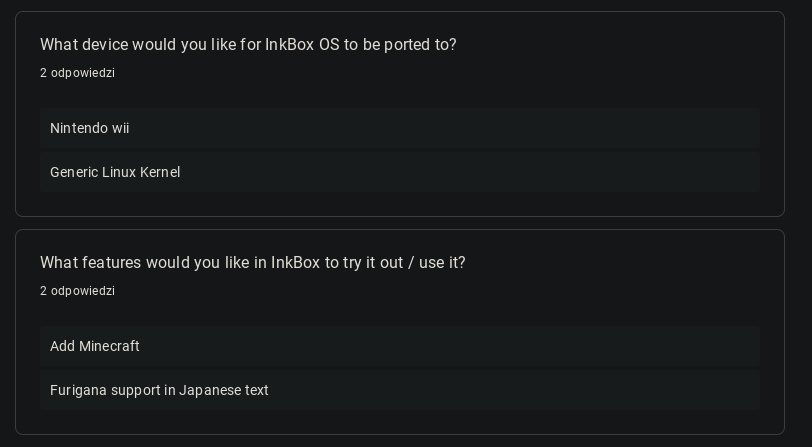 What device would you like for InkBox OS to be ported to?
2 odpowiedzi
Nintendo wii
Generic Linux Kernel
What features would you like in InkBox to try it out / use it?
2 odpowiedzi
Add Minecraft
Furigana support in Japanese text